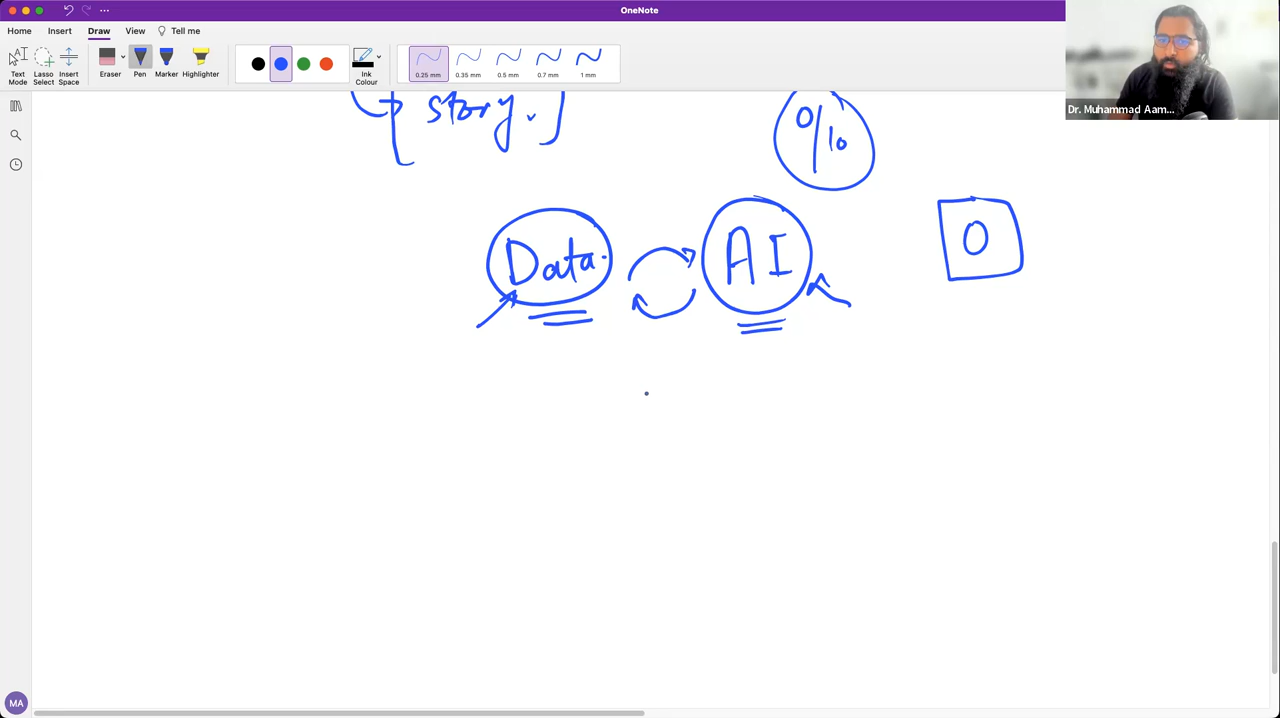 OneNote
Home Insert Draw View Tell me
Text Mode
Lasso Select
Insert Space
Eraser
Pen
Marker
Highlighter
Ink Colour
0.25 mm
0.35 mm
0.5 mm
0.7 mm
1 mm
Dr. Muhammad Aam...
story.
%
Data.
AI
0
MA